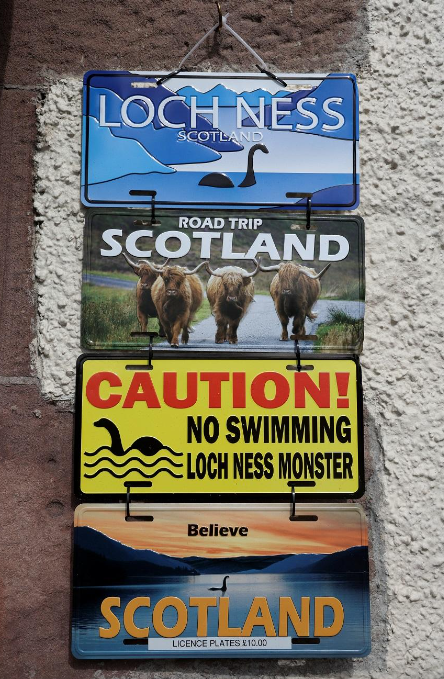 LOCH NESS
SCOTLAND
ROAD TRIP
SCOTLAND
CAUTION!
NO SWIMMING
LOCH NESS MONSTER
Believe
SCOTLAND
LICENCE PLATES £10.00